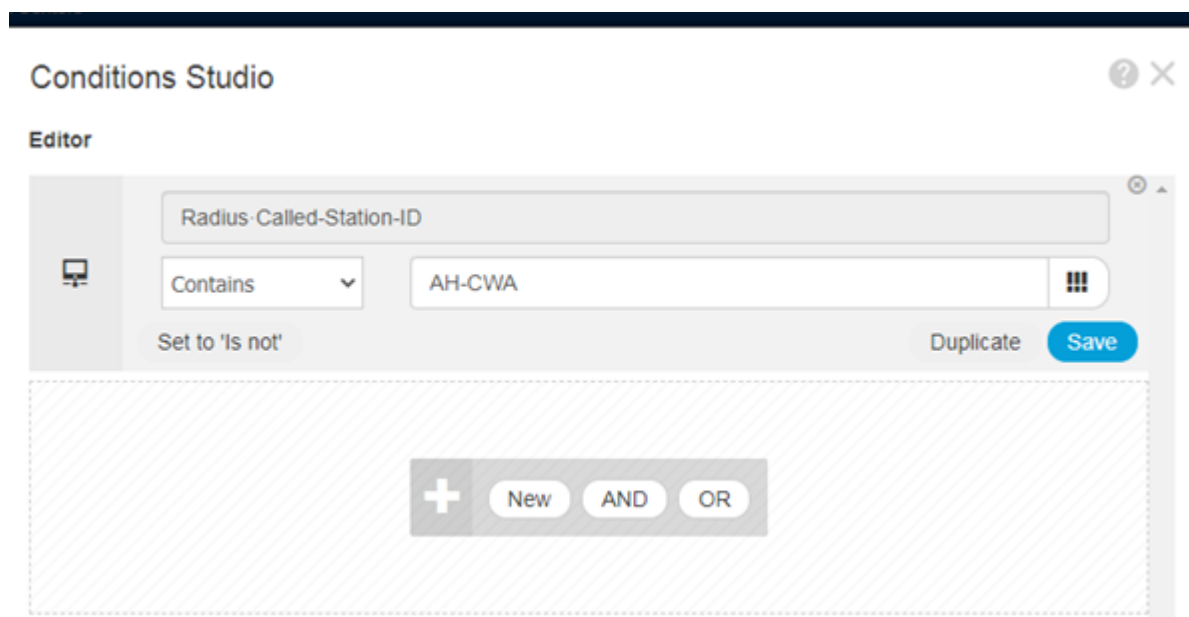 Conditions Studio
Editor
Radius·Called-Station-ID
Contains
AH-CWA
Set to 'Is not'
Duplicate
Save
New
AND
OR